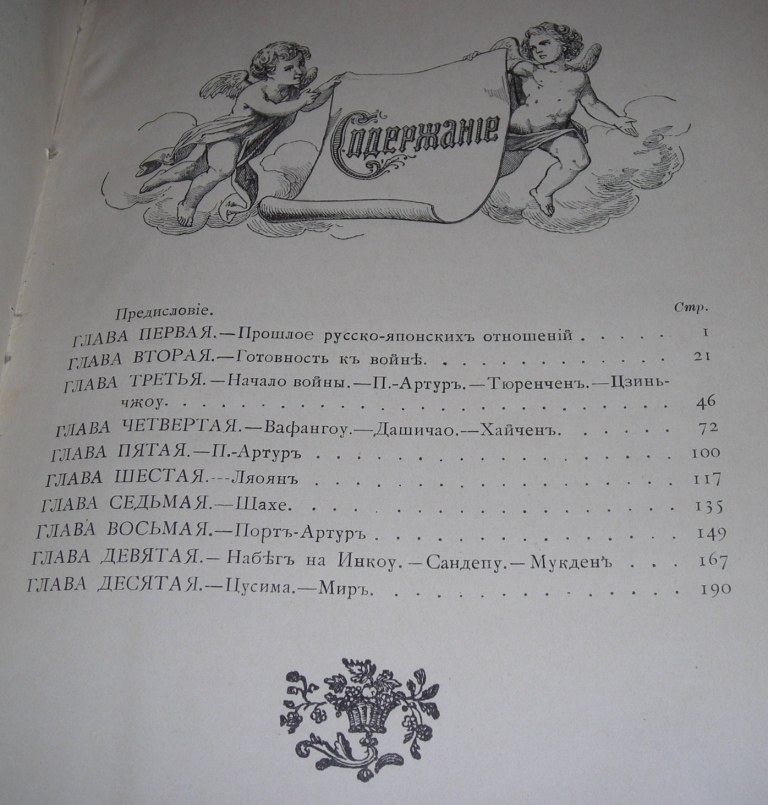 Содержаніе
Предисловіе.
Стр.
ГЛАВА ПЕРВАЯ.—Прошлое русско-японскихъ отношеній . . . . . 1
ГЛАВА ВТОРАЯ.—Готовность къ войнѣ. . . . . . . . . . . . 21
ГЛАВА ТРЕТЬЯ.—Начало войны.—П.-Артуръ.—Тюренченъ.—Цзинь-
чжоу. . . . . . . . . . . . . . . . . . . . . . . . . 46
ГЛАВА ЧЕТВЕРТАЯ.—Вафангоу.—Дашичао.—Хайченъ. . . . . . . 72
ГЛАВА ПЯТАЯ.—П.-Артуръ . . . . . . . . . . . . . . . . 100
ГЛАВА ШЕСТАЯ.—Ляоянъ . . . . . . . . . . . . . . . . 117
ГЛАВА СЕДЬМАЯ.—Шахе. . . . . . . . . . . . . . . . . 135
ГЛАВА ВОСЬМАЯ.—Портъ-Артуръ . . . . . . . . . . . . . 149
ГЛАВА ДЕВЯТАЯ.—Набѣгъ на Инкоу.—Сандепу.—Мукденъ . . . 167
ГЛАВА ДЕСЯТАЯ.—Цусима.—Миръ. . . . . . . . . . . . . . 190